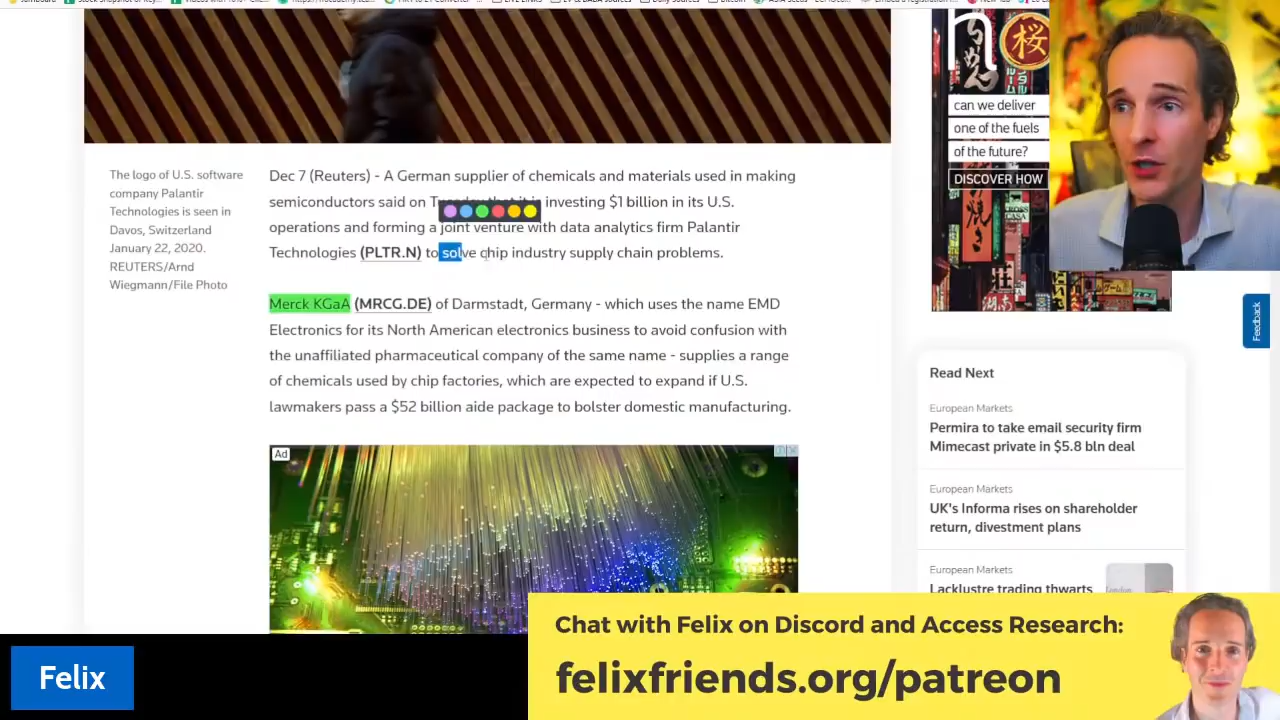 The logo of U.S. software
company Palantir
Technologies is seen in
Davos, Switzerland
January 22, 2020.
REUTERS/Arnd
Wiegmann/File Photo
Dec 7 (Reuters) - A German supplier of chemicals and materials used in making
semiconductors said on Tuesday that it is investing $1 billion in its U.S.
operations and forming a joint venture with data analytics firm Palantir
Technologies (PLTR.N) to solve chip industry supply chain problems.
Merck KGaA (MRCG.DE) of Darmstadt, Germany - which uses the name EMD
Electronics for its North American electronics business to avoid confusion with
the unaffiliated pharmaceutical company of the same name - supplies a range
of chemicals used by chip factories, which are expected to expand if U.S.
lawmakers pass a $52 billion aide package to bolster domestic manufacturing.
Ad
can we deliver
one of the fuels
of the future?
DISCOVER HOW
Feedback
Read Next
European Markets
Permira to take email security firm
Mimecast private in $5.8 bln deal
European Markets
UK's Informa rises on shareholder
return, divestment plans
European Markets
Lacklustre trading thwarts
Felix
Chat with Felix on Discord and Access Research:
felixfriends.org/patreon